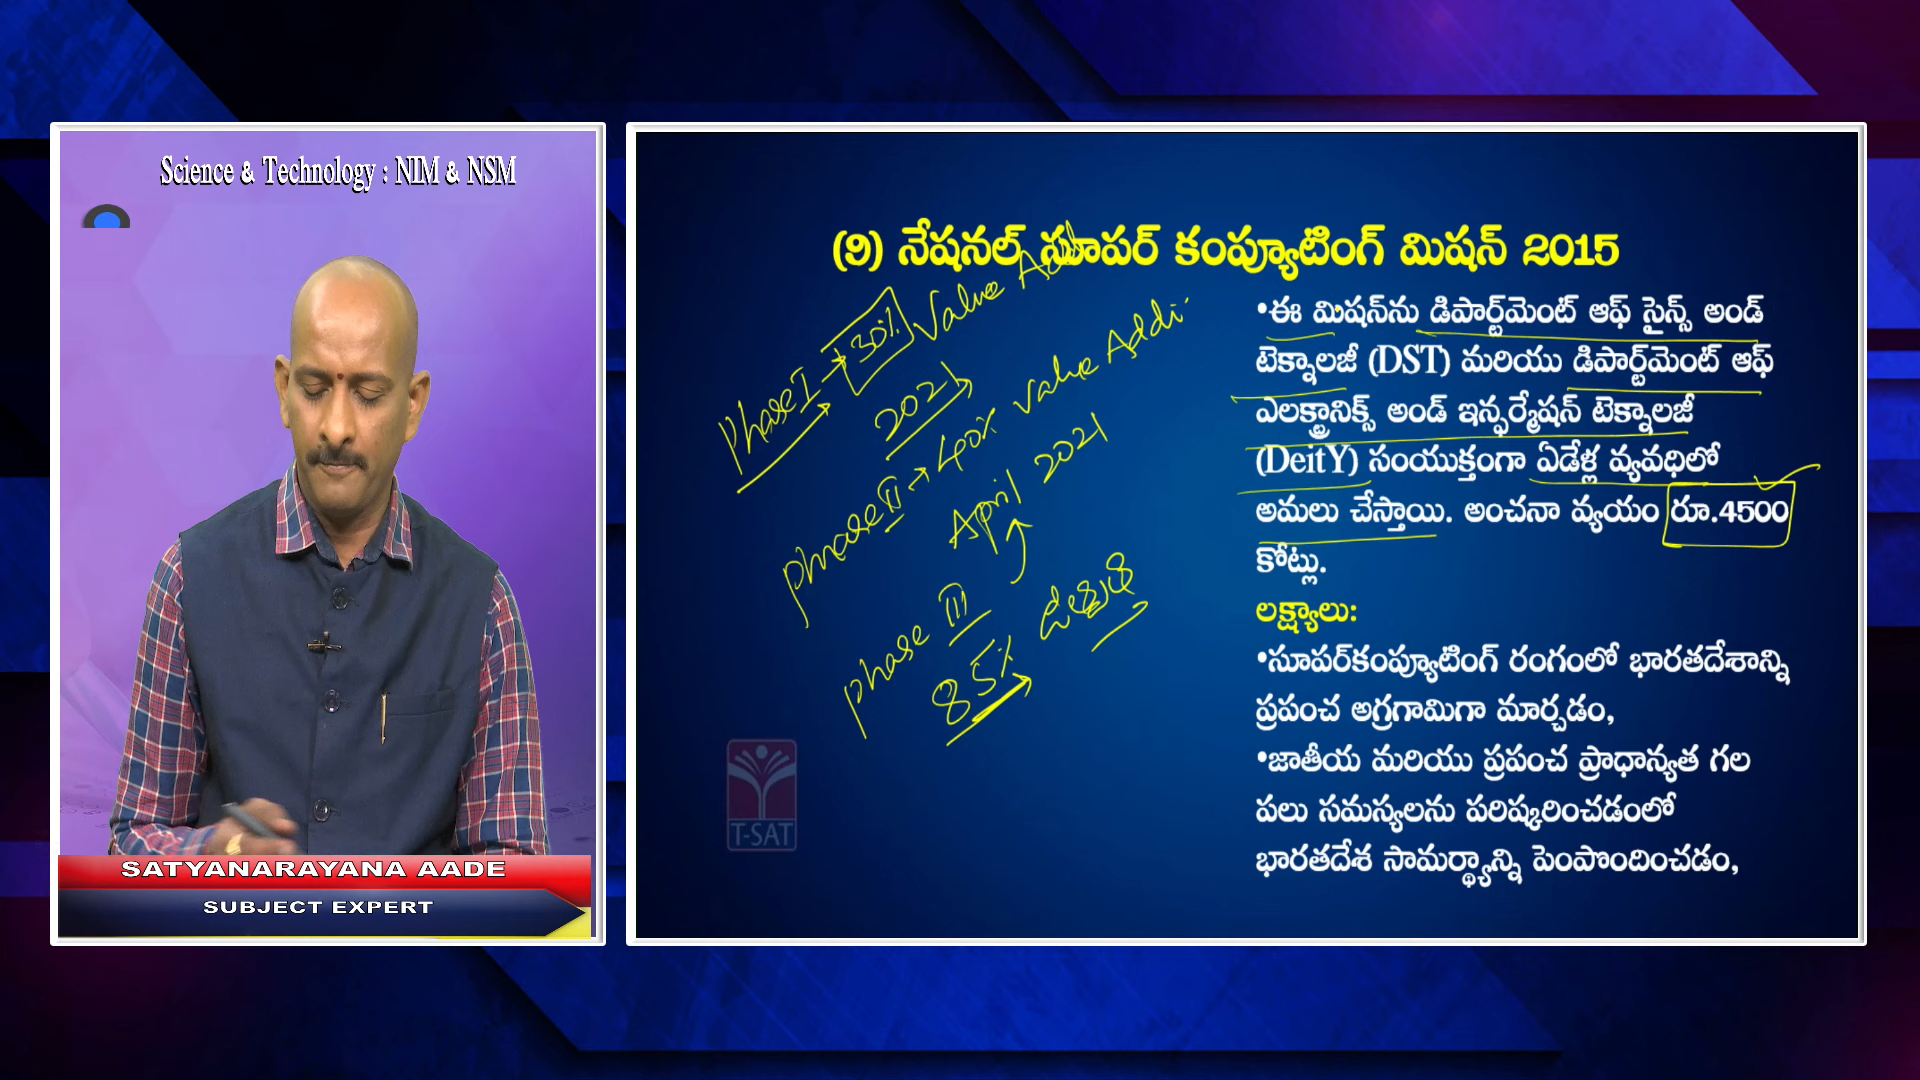 Science & Technology : NIM & NSM
SATYANARAYANA AADE
SUBJECT EXPERT
(9) నేషనల్ సూపర్ కంప్యూటింగ్ మిషన్ 2015
•ఈ మిషన్‌ను డిపార్ట్‌మెంట్ ఆఫ్ సైన్స్ అండ్
టెక్నాలజీ (DST) మరియు డిపార్ట్‌మెంట్ ఆఫ్
ఎలక్ట్రానిక్స్ అండ్ ఇన్ఫర్మేషన్ టెక్నాలజీ
(DeitY) సంయుక్తంగా ఏడేళ్ల వ్యవధిలో
అమలు చేస్తాయి. అంచనా వ్యయం రూ.4500
కోట్లు.
లక్ష్యాలు:
•సూపర్‌కంప్యూటింగ్ రంగంలో భారతదేశాన్ని
ప్రపంచ అగ్రగామిగా మార్చడం,
•జాతీయ మరియు ప్రపంచ ప్రాధాన్యత గల
పలు సమస్యలను పరిష్కరించడంలో
భారతదేశ సామర్థ్యాన్ని పెంపొందించడం,
Phase I → 30% Value Add
2021
phase II → 40% value Addi
April 2021
phase III
85%
T-SAT